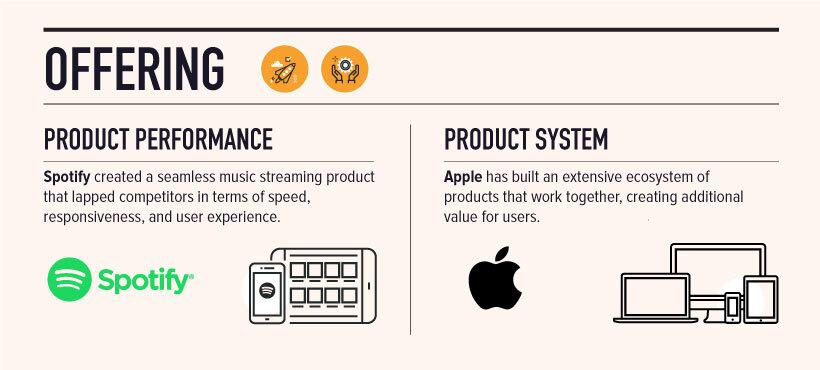 OFFERING
PRODUCT PERFORMANCE
Spotify created a seamless music streaming product
that lapped competitors in terms of speed,
responsiveness, and user experience.
Spotify®
PRODUCT SYSTEM
Apple has built an extensive ecosystem of
products that work together, creating additional
value for users.